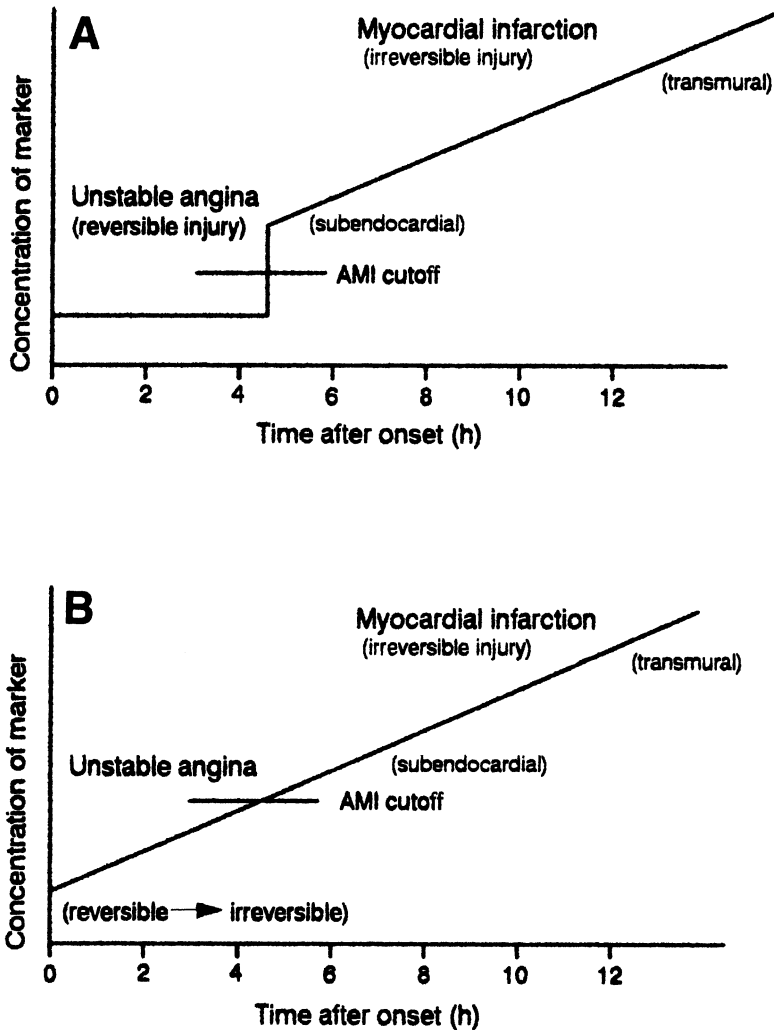 A
Myocardial infarction
(irreversible injury)
(transmural)
Unstable angina
(reversible injury)
(subendocardial)
AMI cutoff
Concentration of marker
0 2 4 6 8 10 12
Time after onset (h)
B
Myocardial infarction
(irreversible injury)
(transmural)
Unstable angina
(subendocardial)
AMI cutoff
(reversible → irreversible)
Concentration of marker
0 2 4 6 8 10 12
Time after onset (h)